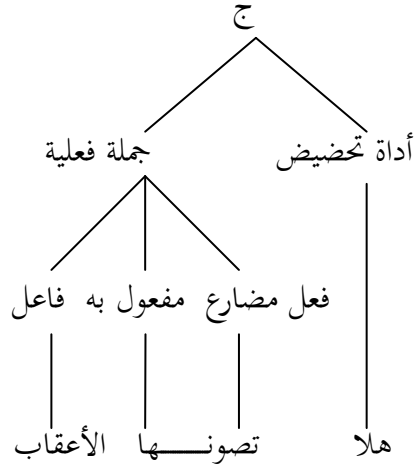 ج
أداة تحضيض جملة فعلية
فعل مضارع مفعول به فاعل
هلا تصونـــها الأعقاب